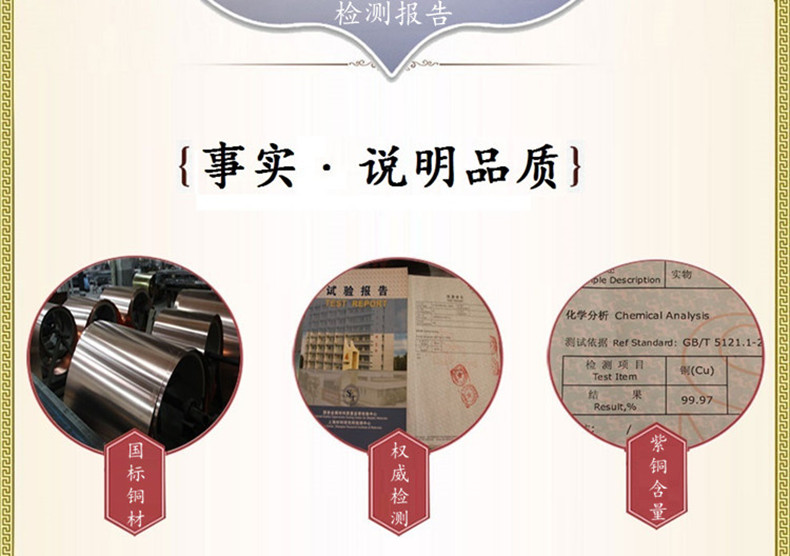 检测报告
{事实·说明品质}
试验报告
TEST REPORT
ple Description 实物
化学分析 Chemical Analysis
测试依据 Ref Standard: GB/T 5121.1-2
检测项目 铜(Cu)
Test Item
结果 99.97
Result,%
/
国标铜材
权威检测
紫铜含量